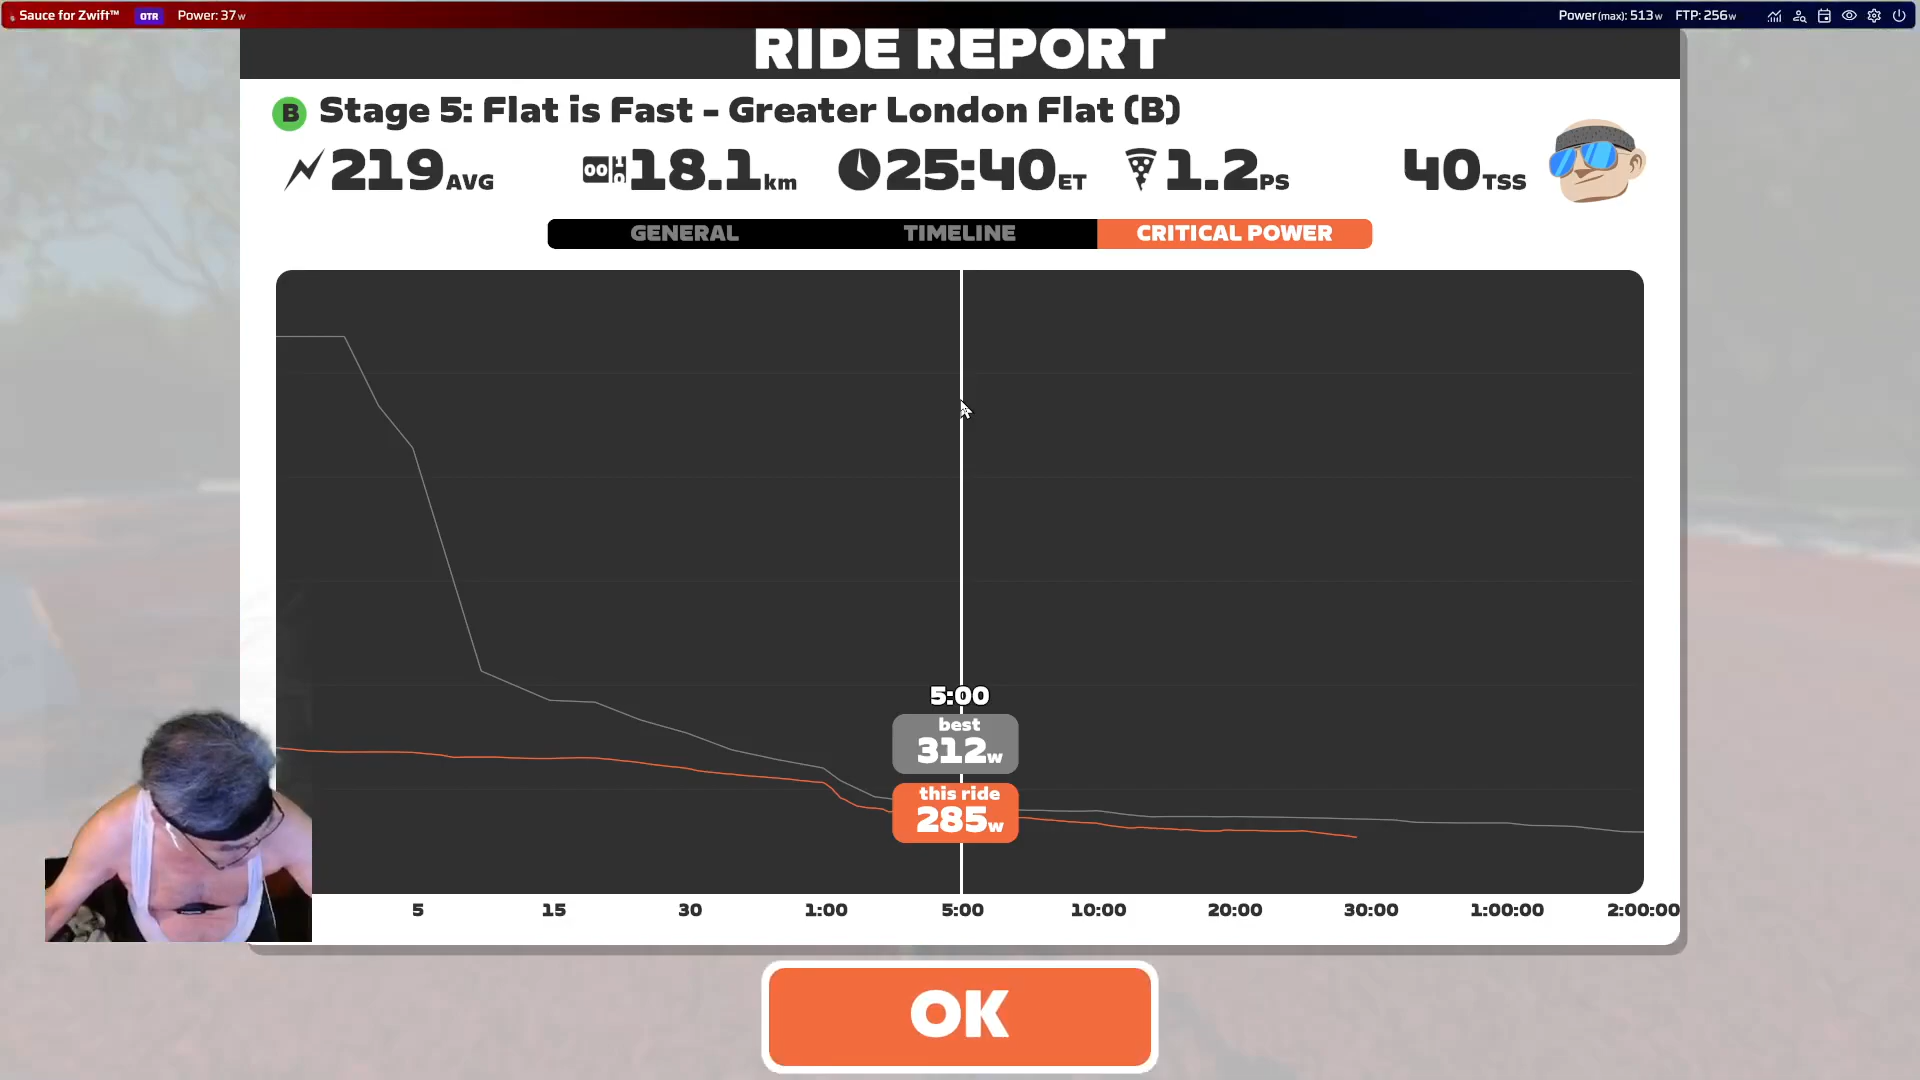 Sauce for Zwift™ OTR Power: 37w Power(max): 513w FTP: 256w
RIDE REPORT
B Stage 5: Flat is Fast - Greater London Flat (B)
219AVG 18.1km 25:40ET 1.2PS 40TSS
GENERAL TIMELINE CRITICAL POWER
5:00
best
312w
this ride
285w
5 15 30 1:00 5:00 10:00 20:00 30:00 1:00:00 2:00:00
OK